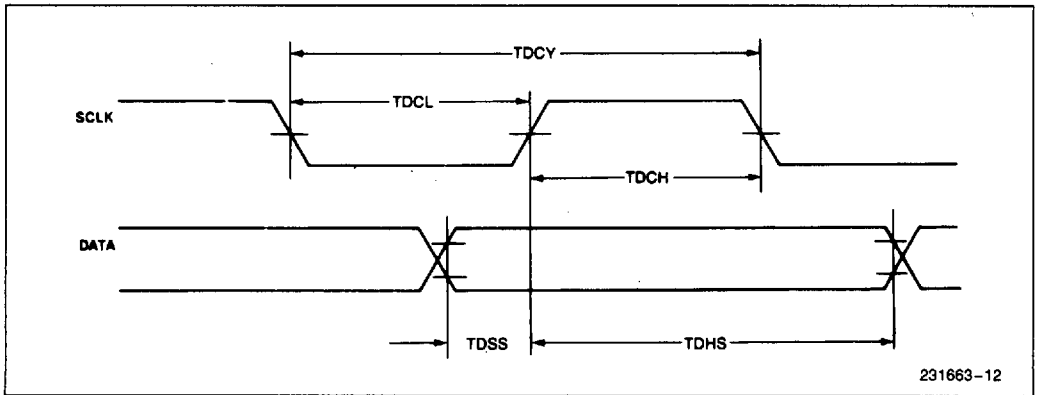 TDCY
TDCL
SCLK
TDCH
DATA
TDSS
TDHS
231663-12